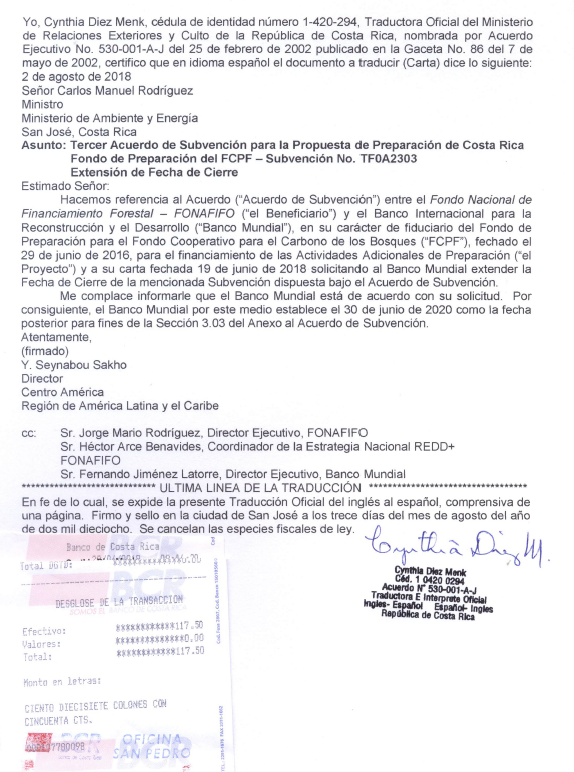 Yo, Cynthia Diez Menk, cédula de identidad número 1-420-294, Traductora Oficial del Ministerio
de Relaciones Exteriores y Culto de la República de Costa Rica, nombrada por Acuerdo
Ejecutivo No. 530-001-A-J del 25 de febrero de 2002 publicado en la Gaceta No. 86 del 7 de
mayo de 2002, certifico que en idioma español el documento a traducir (Carta) dice lo siguiente:
2 de agosto de 2018
Señor Carlos Manuel Rodríguez
Ministro
Ministerio de Ambiente y Energía
San José, Costa Rica
Asunto: Tercer Acuerdo de Subvención para la Propuesta de Preparación de Costa Rica
Fondo de Preparación del FCPF – Subvención No. TF0A2303
Extensión de Fecha de Cierre
Estimado Señor:
Hacemos referencia al Acuerdo (“Acuerdo de Subvención”) entre el Fondo Nacional de
Financiamiento Forestal – FONAFIFO (“el Beneficiario”) y el Banco Internacional para la
Reconstrucción y el Desarrollo (“Banco Mundial”), en su carácter de fiduciario del Fondo de
Preparación para el Fondo Cooperativo para el Carbono de los Bosques (“FCPF”), fechado el
29 de junio de 2016, para el financiamiento de las Actividades Adicionales de Preparación (“el
Proyecto”) y a su carta fechada 19 de junio de 2018 solicitando al Banco Mundial extender la
Fecha de Cierre de la mencionada Subvención dispuesta bajo el Acuerdo de Subvención.
Me complace informarle que el Banco Mundial está de acuerdo con su solicitud. Por
consiguiente, el Banco Mundial por este medio establece el 30 de junio de 2020 como la fecha
posterior para fines de la Sección 3.03 del Anexo al Acuerdo de Subvención.
Atentamente,
(firmado)
Y. Seynabou Sakho
Director
Centro América
Región de América Latina y el Caribe
cc: Sr. Jorge Mario Rodríguez, Director Ejecutivo, FONAFIFO
Sr. Héctor Arce Benavides, Coordinador de la Estrategia Nacional REDD+
FONAFIFO
Sr. Fernando Jiménez Latorre, Director Ejecutivo, Banco Mundial
******************************** ULTIMA LINEA DE LA TRADUCCIÓN ********************************
En fe de lo cual, se expide la presente Traducción Oficial del inglés al español, comprensiva de
una página. Firmo y sello en la ciudad de San José a los tres días del mes de agosto del año
de dos mil dieciocho. Se cancelan las especies fiscales de ley.
Cynthia Diez M.
Cynthia Diez Menk
Céd. 1 0420 0294
Acuerdo N° 530-001-A-J
Traductora E Interprete Oficial
Ingles- Español Español- Ingles
República de Costa Rica
Banco de Costa Rica
DESGLOSE DE LA TRANSACCION
Efectivo: ************117.50
Valores: **************0.00
Total: ************117.50
Monto en letras:
CIENTO DIECISIETE COLONES CON
CINCUENTA CTS.
BCR
OFICINA
SAN PEDRO